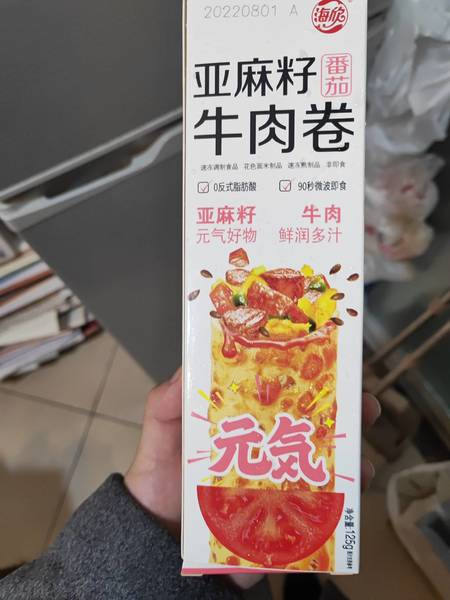 20220801 A
海欣
亚麻籽
番茄
牛肉卷
速冻调制食品 花色面米制品 速冻熟制品 非即食
0反式脂肪酸 90秒微波即食
亚麻籽 牛肉
元气好物 鲜润多汁
元气
净含量:125g